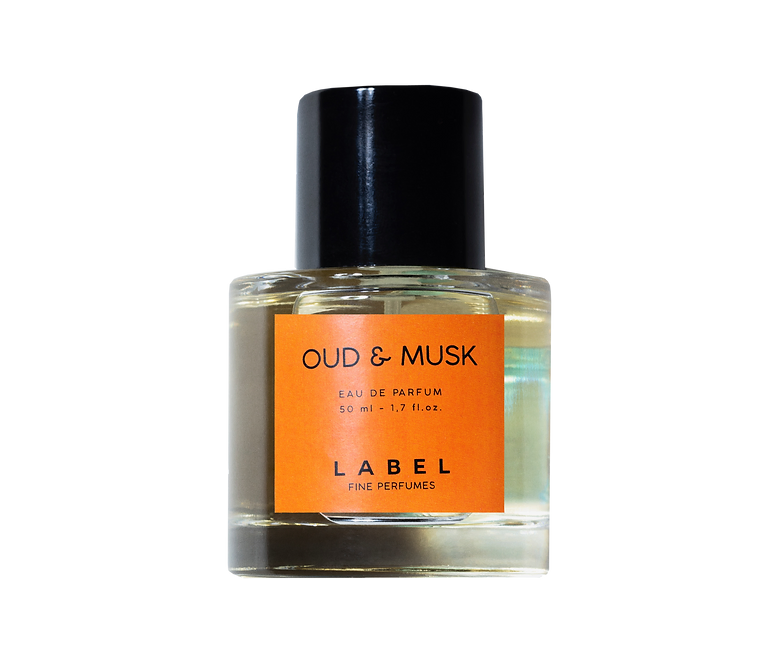 OUD & MUSK
EAU DE PARFUM
50 ml - 1,7 fl.oz.
LABEL
FINE PERFUMES